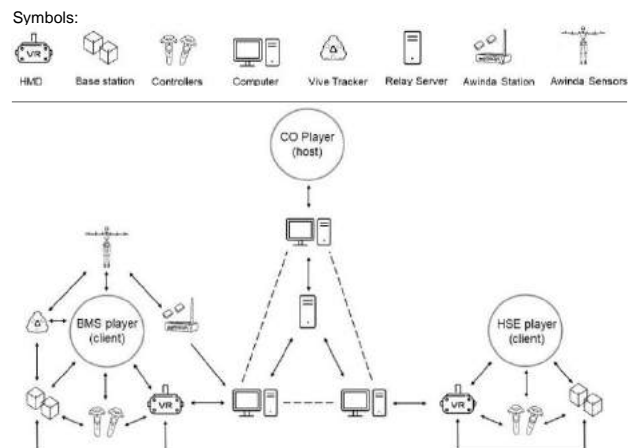 Symbols:
VR
HMD Base station Controllers Computer Vive Tracker Relay Server Awinda Station Awinda Sensors
CO Player
(host)
BMS player
(client)
HSE player
(client)
VR
VR